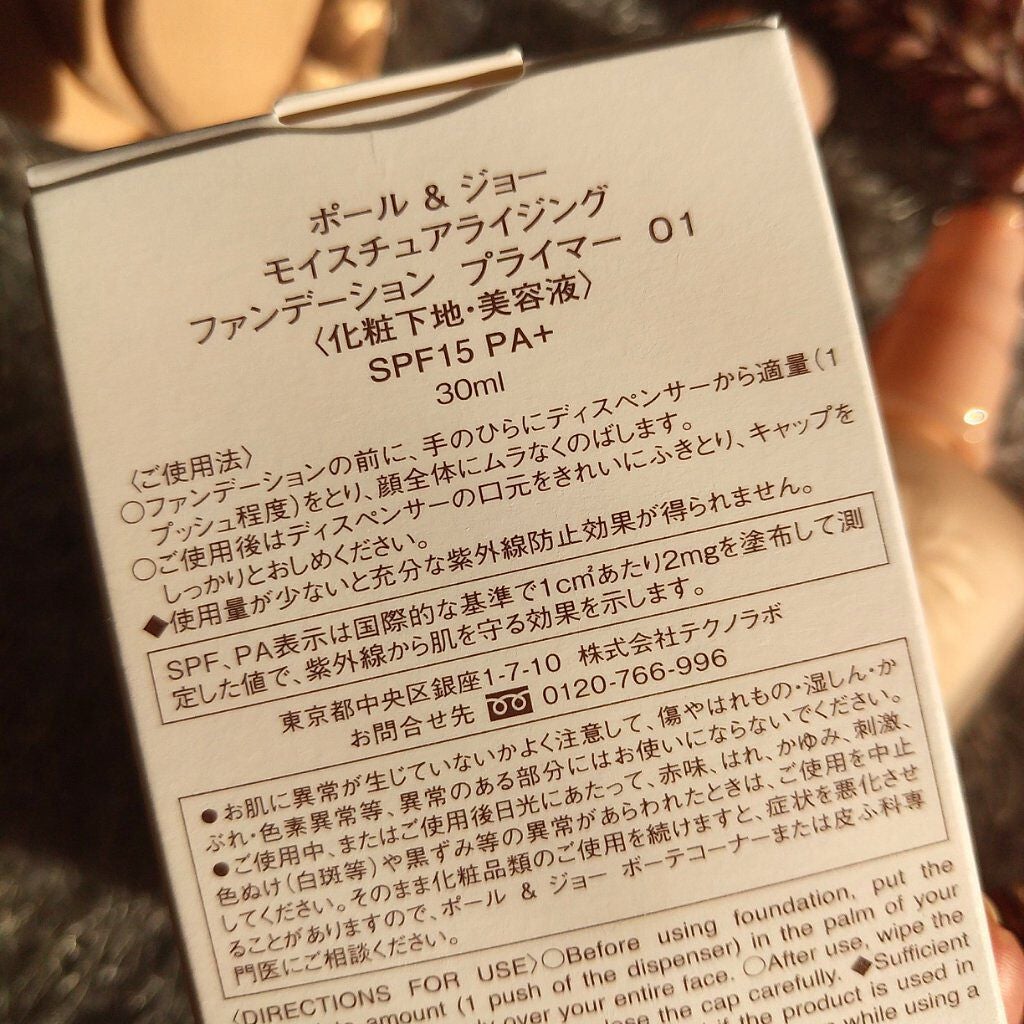 ポール & ジョー
モイスチュアライジング
ファンデーション プライマー 01
〈化粧下地・美容液〉
SPF15 PA+
30ml
〈ご使用法〉
○ファンデーションの前に、手のひらにディスペンサーから適量(1
プッシュ程度)をとり、顔全体にムラなくのばします。
○ご使用後はディスペンサーの口元をきれいにふきとり、キャップを
しっかりとおしめください。
◆使用量が少ないと充分な紫外線防止効果が得られません。
SPF、PA表示は国際的な基準で1c㎡あたり2mgを塗布して測
定した値で、紫外線から肌を守る効果を示します。
東京都中央区銀座1-7-10 株式会社テクノラボ
お問合せ先 0120-766-996
●お肌に異常が生じていないかよく注意して、傷やはれもの・湿しん・か
ぶれ・色素異常等、異常のある部分にはお使いにならないでください。
●ご使用中、またはご使用後日光にあたって、赤味、はれ、かゆみ、刺激、
色ぬけ(白斑等)や黒ずみ等の異常があらわれたときは、ご使用を中止
してください。そのまま化粧品類のご使用を続けますと、症状を悪化させ
ることがありますので、ポール & ジョー ボーテコーナーまたは皮ふ科専
門医にご相談ください。
〈DIRECTIONS FOR USE〉○Before using foundation, put the
amount (1 push of the dispenser) in the palm of your
over your entire face. ○After use, wipe the
close the cap carefully. ◆Sufficient
if the product is used in
while using a